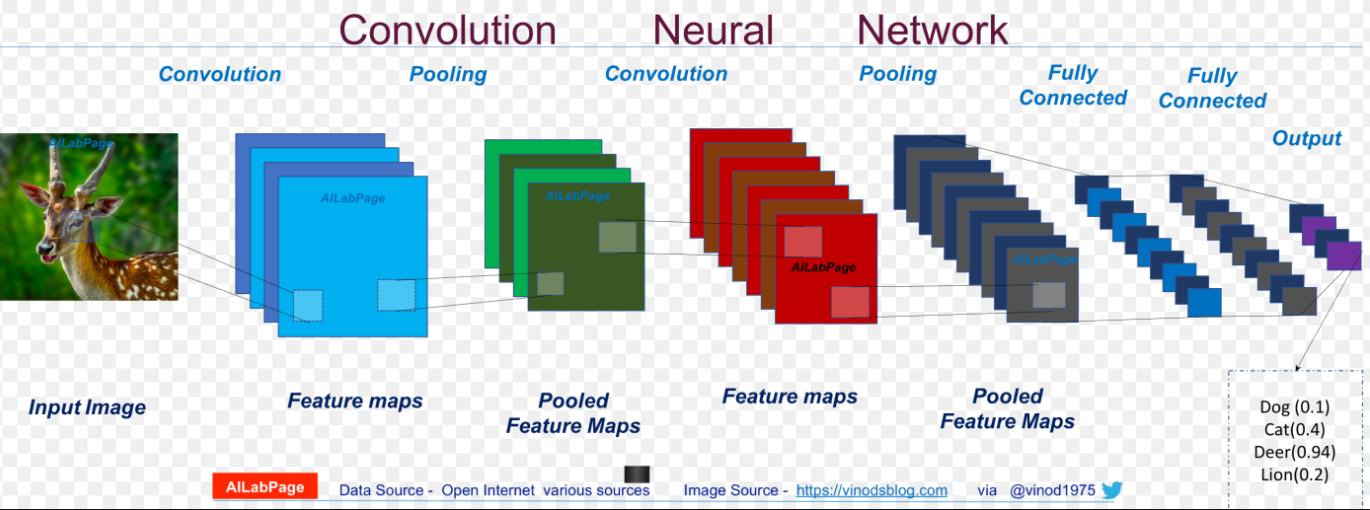 Convolution Neural Network
Convolution
Pooling
Convolution
Pooling
Fully
Connected
Fully
Connected
Output
AILabPage
AILabPage
AILabPage
AILabPage
AILabPage
Input Image
Feature maps
Pooled
Feature Maps
Feature maps
Pooled
Feature Maps
Dog (0.1)
Cat(0.4)
Deer(0.94)
Lion(0.2)
AILabPage
Data Source - Open Internet various sources
Image Source - https://vinodsblog.com via @vinod1975